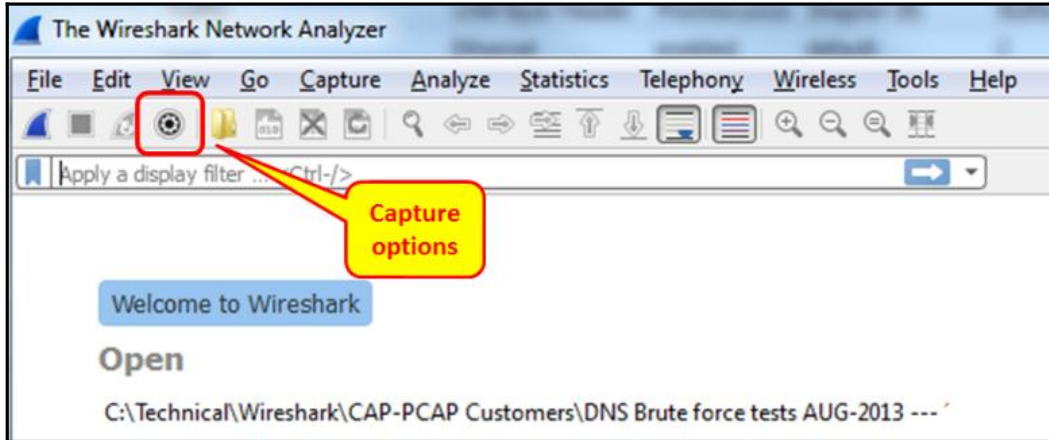 The Wireshark Network Analyzer
File Edit View Go Capture Analyze Statistics Telephony Wireless Tools Help
Apply a display filter ... <Ctrl-/>
Capture
options
Welcome to Wireshark
Open
C:\Technical\Wireshark\CAP-PCAP Customers\DNS Brute force tests AUG-2013 ---